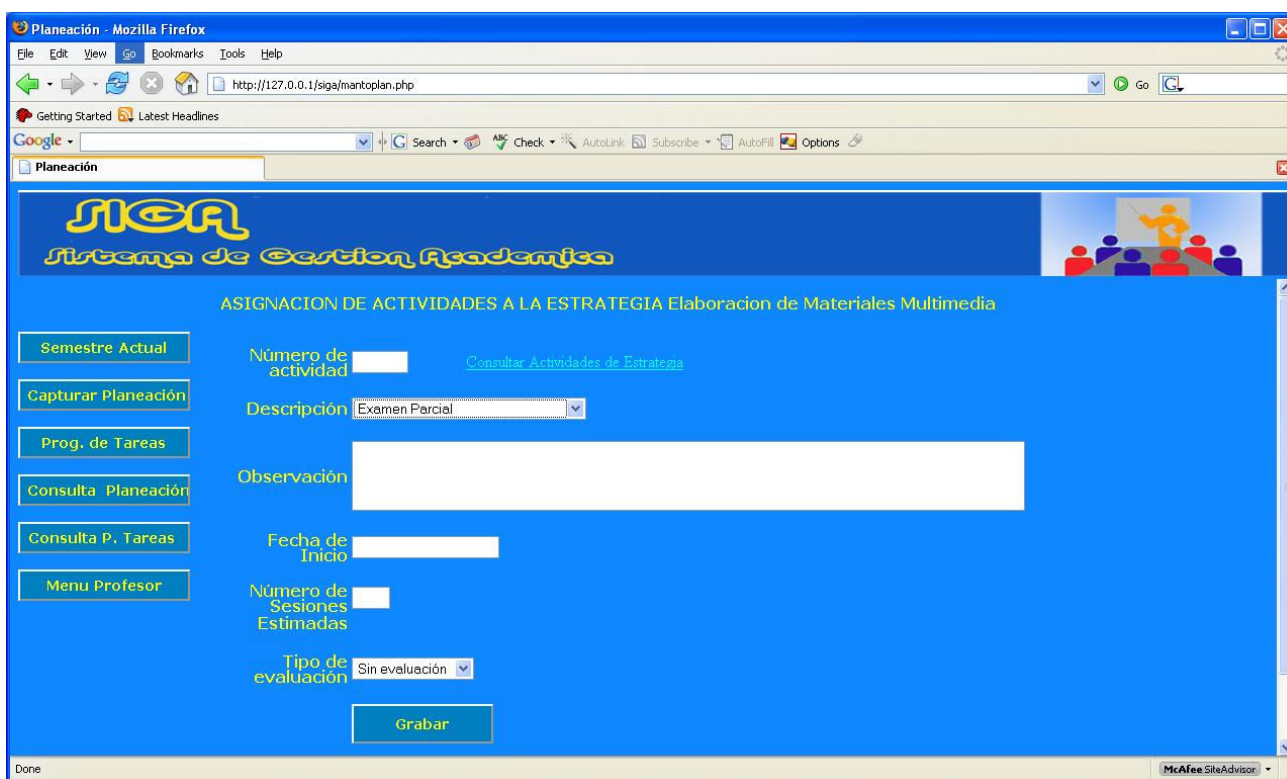 Planeación - Mozilla Firefox
File Edit View Go Bookmarks Tools Help
http://127.0.0.1/siga/mantoplan.php
Go
G
Getting Started Latest Headlines
Google
G Search ABC Check AutoLink Subscribe AutoFill Options
Planeación
SIGA
Sistema de Gestion Academica
ASIGNACION DE ACTIVIDADES A LA ESTRATEGIA Elaboracion de Materiales Multimedia
Semestre Actual
Capturar Planeación
Prog. de Tareas
Consulta Planeación
Consulta P. Tareas
Menu Profesor
Número de
actividad
Consultar Actividades de Estrategia
Descripción Examen Parcial
Observación
Fecha de
Inicio
Número de
Sesiones
Estimadas
Tipo de
evaluación
Sin evaluación
Grabar
Done
McAfee SiteAdvisor